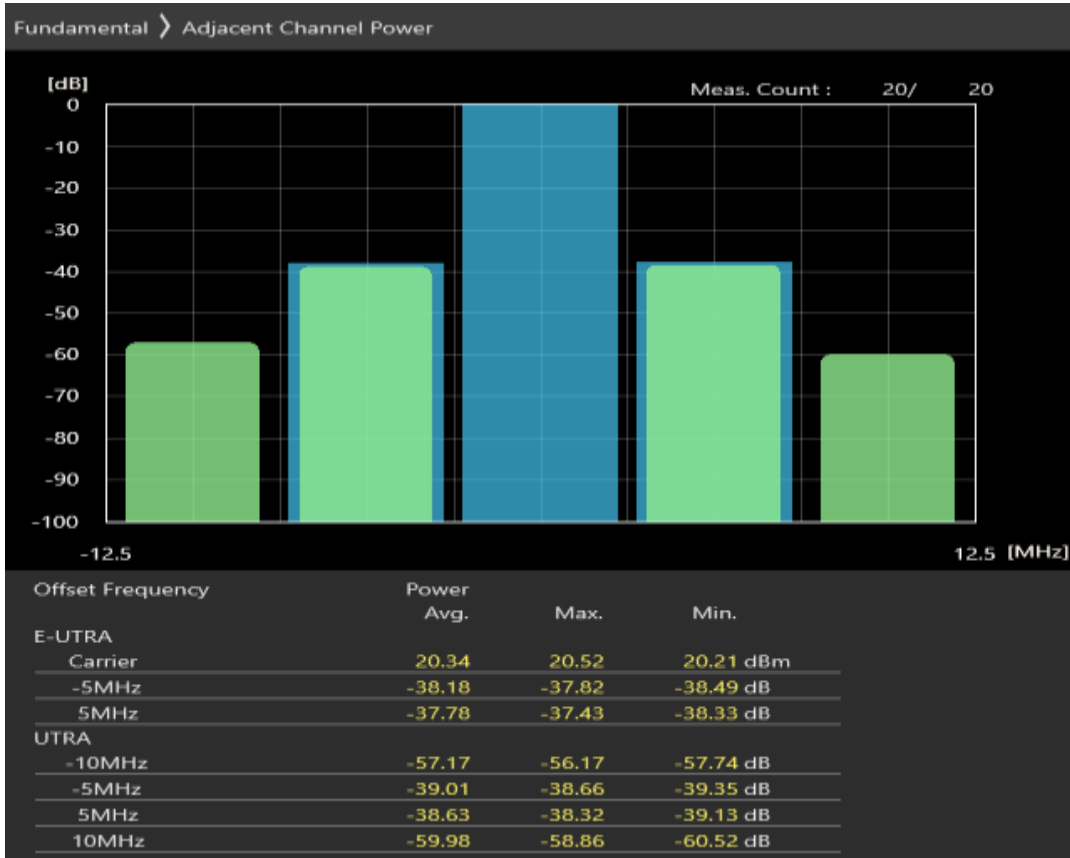 Fundamental ❭ Adjacent Channel Power
[dB]
Meas. Count : 20/ 20
0
-10
-20
-30
-40
-50
-60
-70
-80
-90
-100
-12.5 12.5 [MHz]
Offset Frequency Power
Avg. Max. Min.
E-UTRA
Carrier 20.34 20.52 20.21 dBm
-5MHz -38.18 -37.82 -38.49 dB
5MHz -37.78 -37.43 -38.33 dB
UTRA
-10MHz -57.17 -56.17 -57.74 dB
-5MHz -39.01 -38.66 -39.35 dB
5MHz -38.63 -38.32 -39.13 dB
10MHz -59.98 -58.86 -60.52 dB